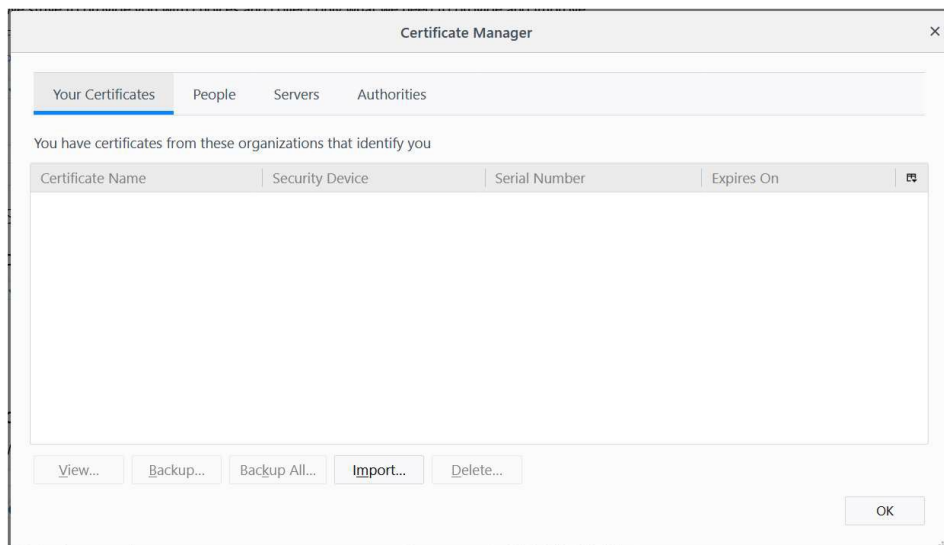 Certificate Manager
Your Certificates People Servers Authorities
You have certificates from these organizations that identify you
Certificate Name Security Device Serial Number Expires On
View... Backup... Backup All... Import... Delete...
OK